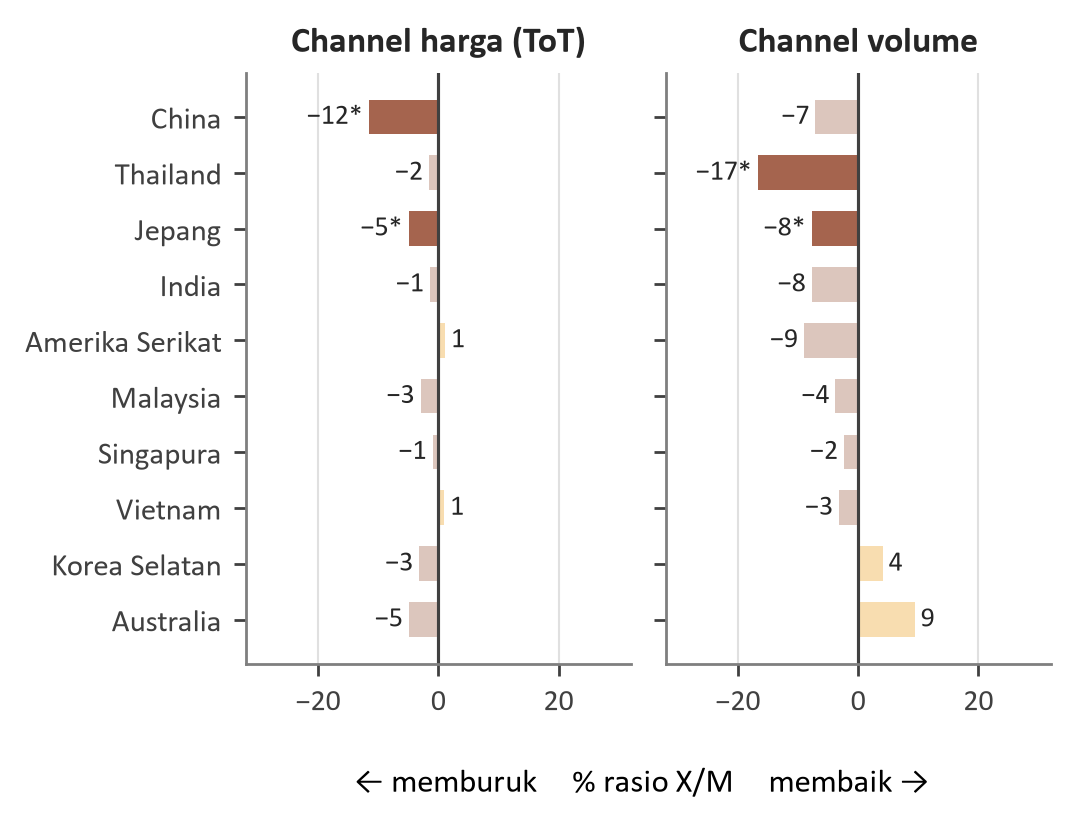 Channel harga (ToT)
Channel volume
China −12* −7
Thailand −2 −17*
Jepang −5* −8*
India −1 −8
Amerika Serikat 1 −9
Malaysia −3 −4
Singapura −1 −2
Vietnam 1 −3
Korea Selatan −3 4
Australia −5 9
−20 0 20 −20 0 20
← memburuk % rasio X/M membaik →